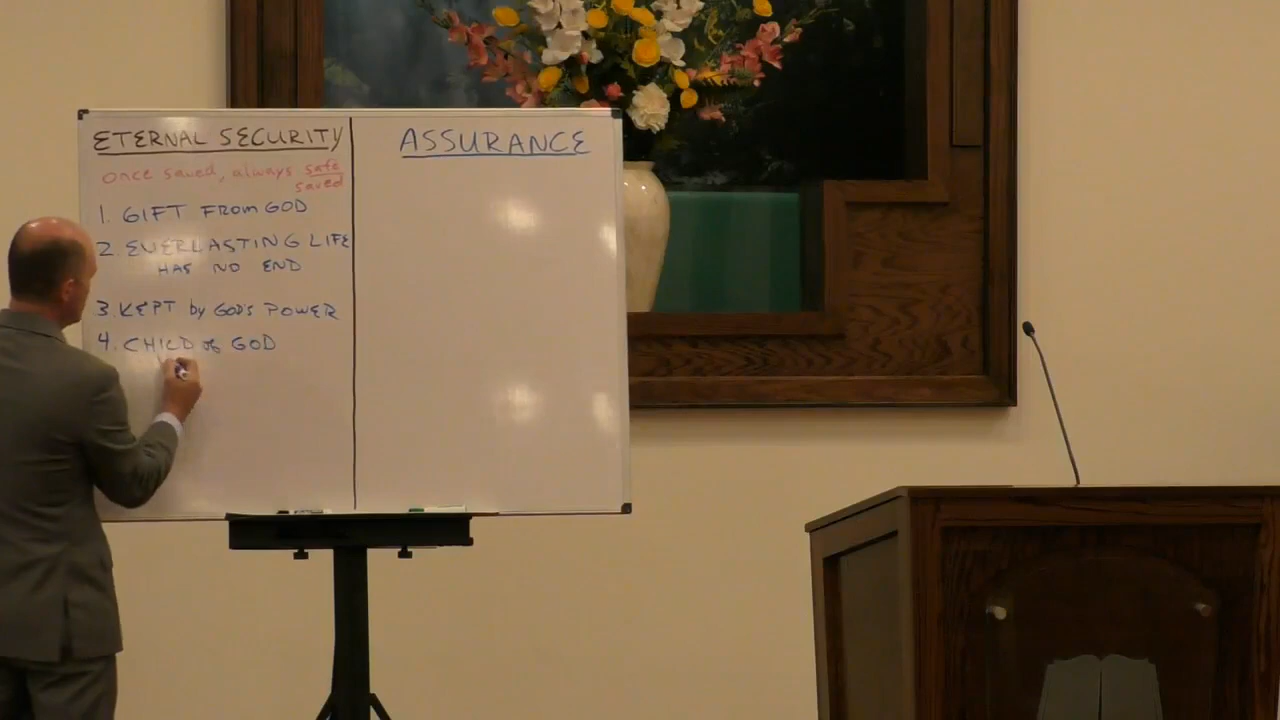 ETERNAL SECURITY
once saved, always safe
saved
1. GIFT FROM GOD
2. EVERLASTING LIFE
HAS NO END
3. KEPT by GOD'S POWER
4. CHILD of GOD
ASSURANCE